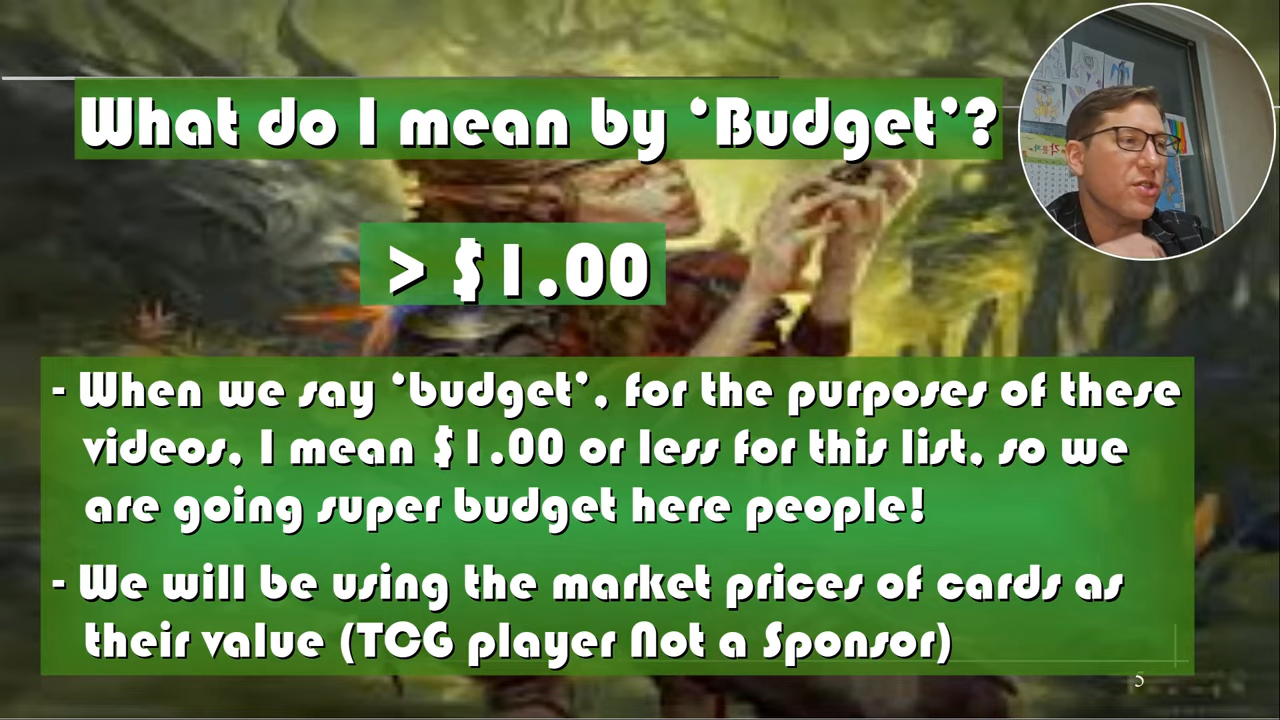 What do I mean by ‘Budget’?
> $1.00
- When we say ‘budget’, for the purposes of these
videos, I mean $1.00 or less for this list, so we
are going super budget here people!
- We will be using the market prices of cards as
their value (TCG player Not a Sponsor)
5